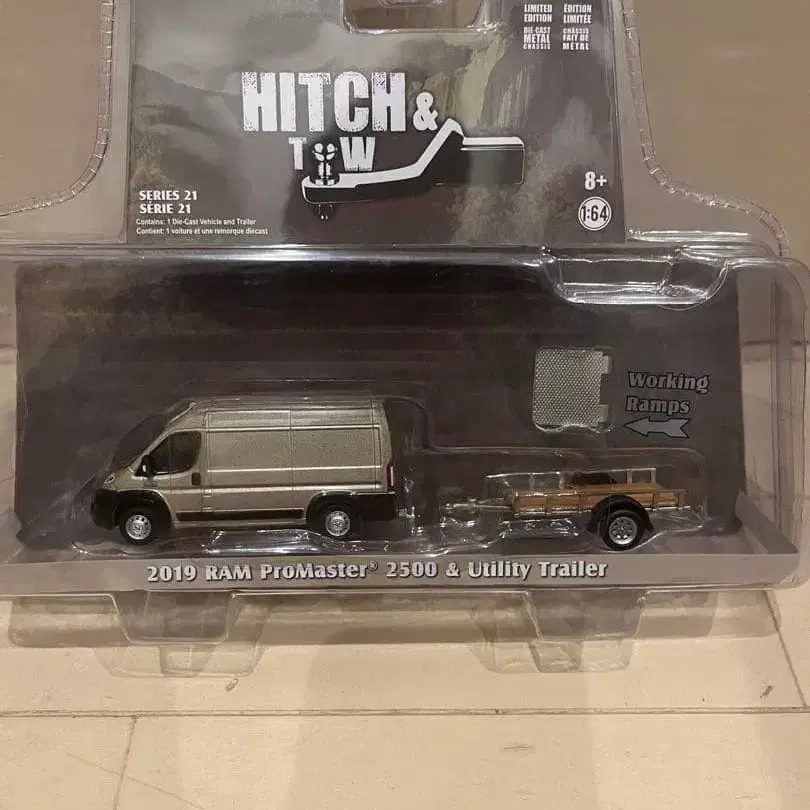 LIMITED EDITION
ÉDITION LIMITÉE
DIE-CAST METAL CHASSIS
CHÂSSIS FAIT DE METAL
HITCH &
TOW
SERIES 21
SÉRIE 21
Contains: 1 Die-Cast Vehicle and Trailer
Contient: 1 voiture et une remorque diecast
8+
1:64
Working
Ramps
2019 RAM ProMaster® 2500 & Utility Trailer